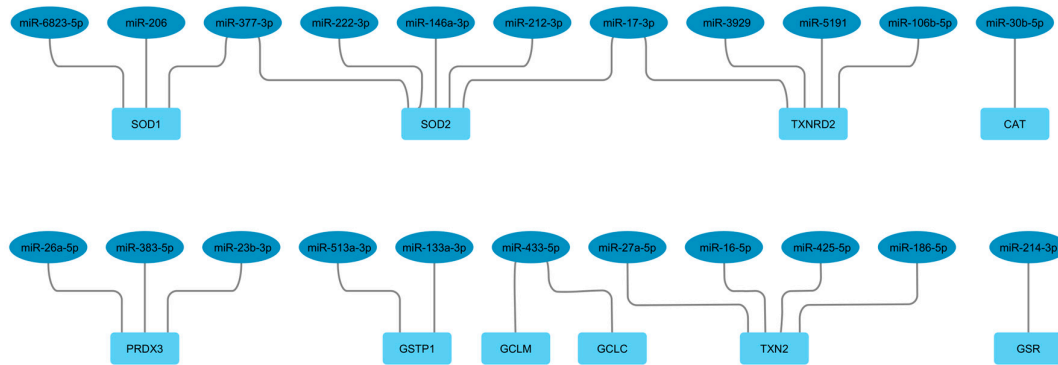 miR-6823-5p miR-206 miR-377-3p miR-222-3p miR-146a-3p miR-212-3p miR-17-3p miR-3929 miR-5191 miR-106b-5p miR-30b-5p
SOD1 SOD2 TXNRD2 CAT
miR-26a-5p miR-383-5p miR-23b-3p miR-513a-3p miR-133a-3p miR-433-5p miR-27a-5p miR-16-5p miR-425-5p miR-186-5p miR-214-3p
PRDX3 GSTP1 GCLM GCLC TXN2 GSR